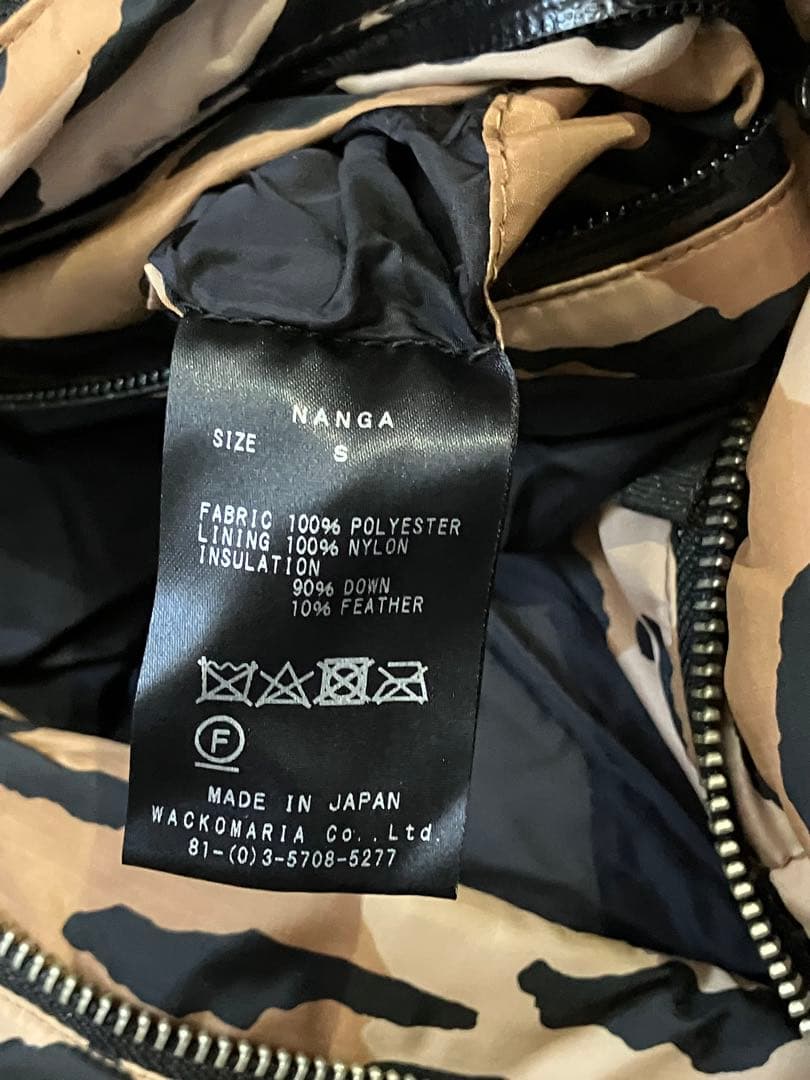 NANGA
SIZE S
FABRIC 100% POLYESTER
LINING 100% NYLON
INSULATION
90% DOWN
10% FEATHER
F
MADE IN JAPAN
WACKOMARIA Co.,Ltd.
81-(0)3-5708-5277